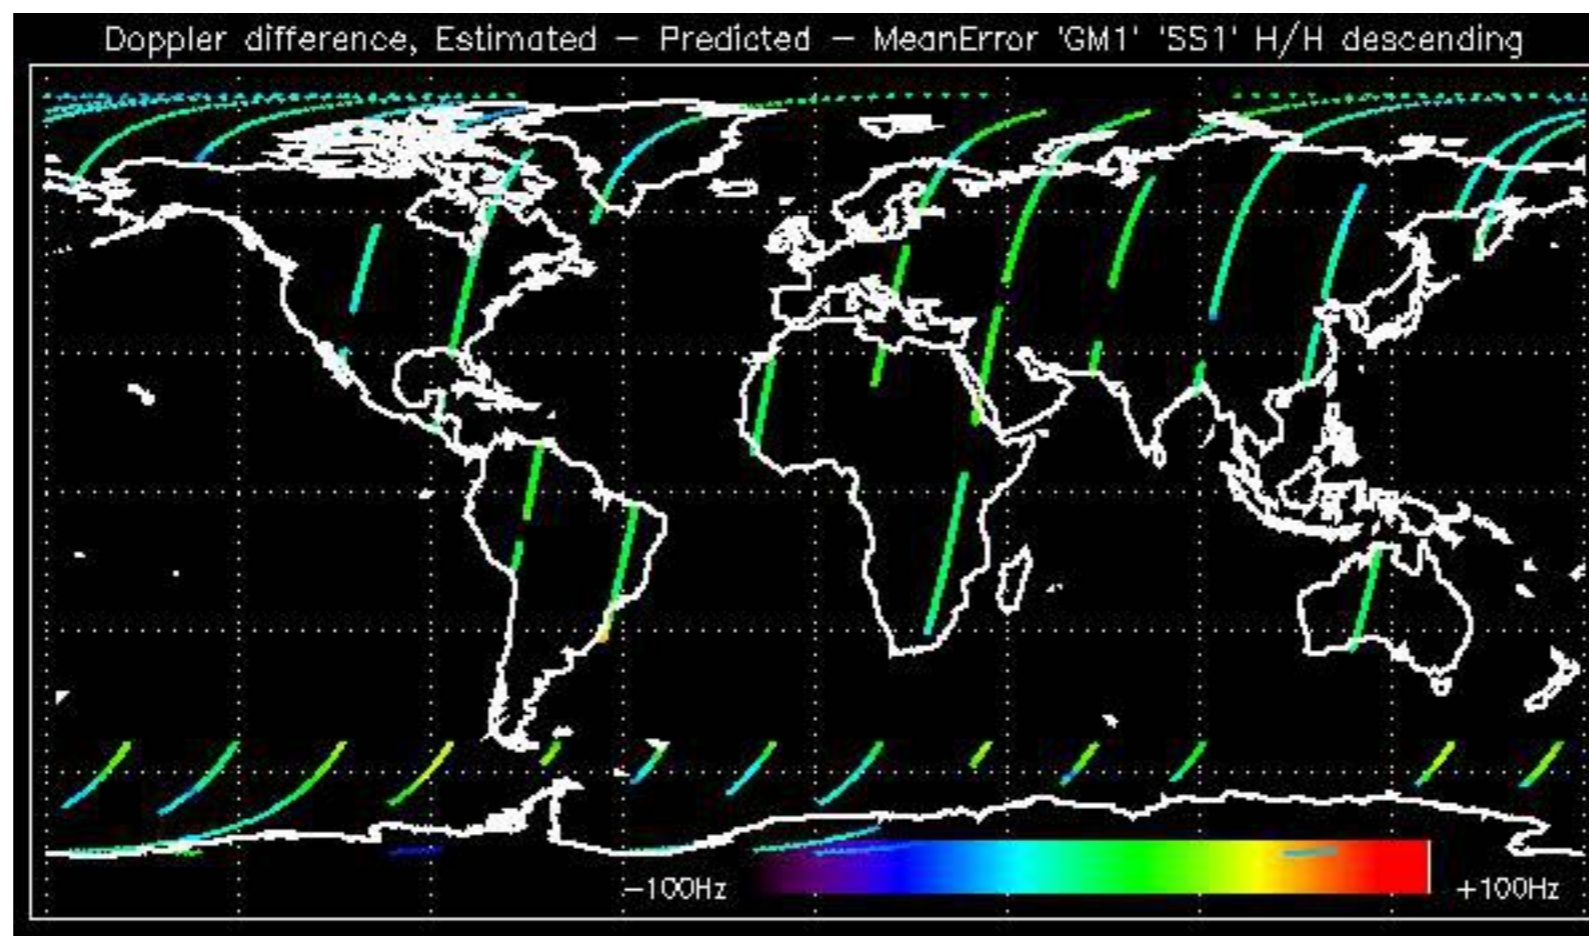 Doppler difference, Estimated – Predicted – MeanError 'GM1' 'SS1' H/H descending
–100Hz
+100Hz